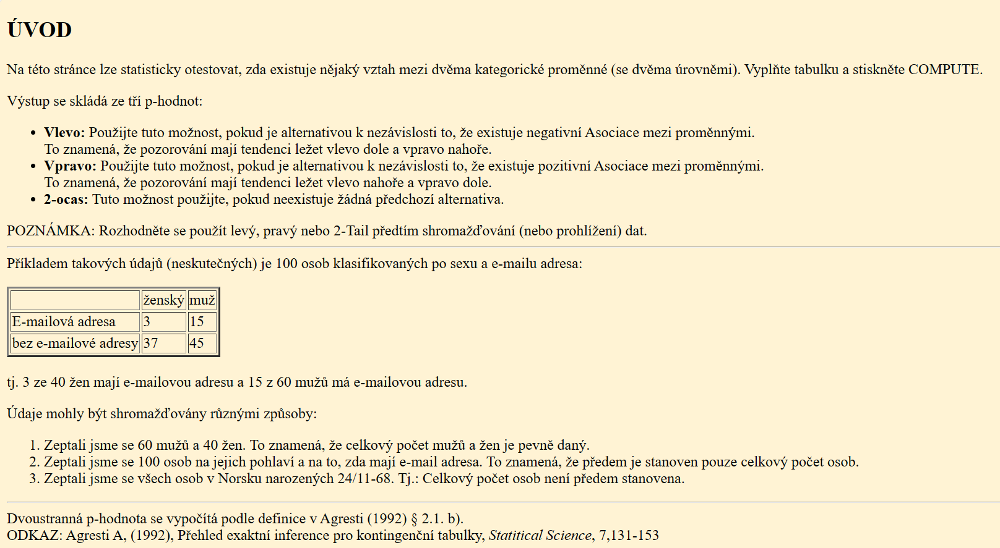 ÚVOD
Na této stránce lze statisticky otestovat, zda existuje nějaký vztah mezi dvěma kategorické proměnné (se dvěma úrovněmi). Vyplňte tabulku a stiskněte COMPUTE.
Výstup se skládá ze tří p-hodnot:
• Vlevo: Použijte tuto možnost, pokud je alternativou k nezávislosti to, že existuje negativní Asociace mezi proměnnými.
To znamená, že pozorování mají tendenci ležet vlevo dole a vpravo nahoře.
• Vpravo: Použijte tuto možnost, pokud je alternativou k nezávislosti to, že existuje pozitivní Asociace mezi proměnnými.
To znamená, že pozorování mají tendenci ležet vlevo nahoře a vpravo dole.
• 2-ocas: Tuto možnost použijte, pokud neexistuje žádná předchozí alternativa.
POZNÁMKA: Rozhodněte se použít levý, pravý nebo 2-Tail předtím shromažďování (nebo prohlížení) dat.
Příkladem takových údajů (neskutečných) je 100 osob klasifikovaných po sexu a e-mailu adresa:
ženský muž
E-mailová adresa 3 15
bez e-mailové adresy 37 45
tj. 3 ze 40 žen mají e-mailovou adresu a 15 z 60 mužů má e-mailovou adresu.
Údaje mohly být shromažďovány různými způsoby:
1. Zeptali jsme se 60 mužů a 40 žen. To znamená, že celkový počet mužů a žen je pevně daný.
2. Zeptali jsme se 100 osob na jejich pohlaví a na to, zda mají e-mail adresa. To znamená, že předem je stanoven pouze celkový počet osob.
3. Zeptali jsme se všech osob v Norsku narozených 24/11-68. Tj.: Celkový počet osob není předem stanovena.
Dvoustranná p-hodnota se vypočítá podle definice v Agresti (1992) § 2.1. b).
ODKAZ: Agresti A, (1992), Přehled exaktní inference pro kontingenční tabulky, Statitical Science, 7,131-153